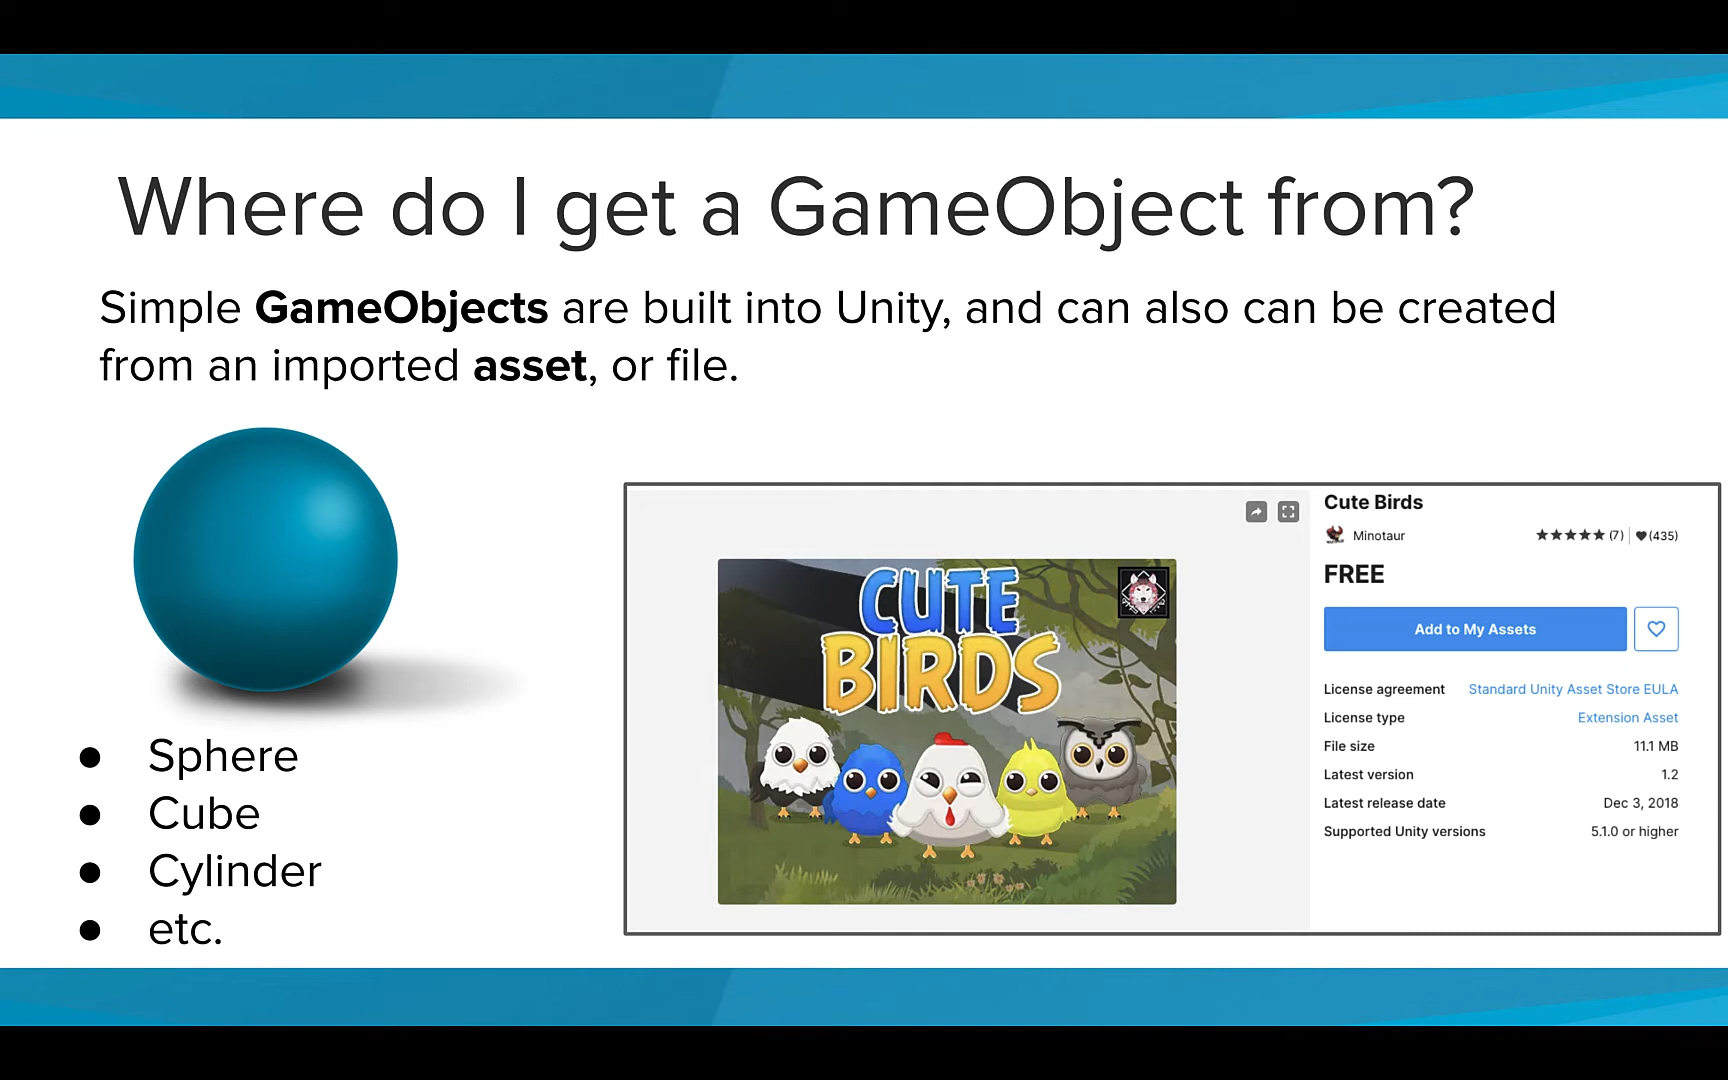 Where do I get a GameObject from?
Simple GameObjects are built into Unity, and can also can be created
from an imported asset, or file.
● Sphere
● Cube
● Cylinder
● etc.
CUTE
BIRDS
Cute Birds
Minotaur ★★★★★ (7) | ♥(435)
FREE
Add to My Assets
License agreement Standard Unity Asset Store EULA
License type Extension Asset
File size 11.1 MB
Latest version 1.2
Latest release date Dec 3, 2018
Supported Unity versions 5.1.0 or higher